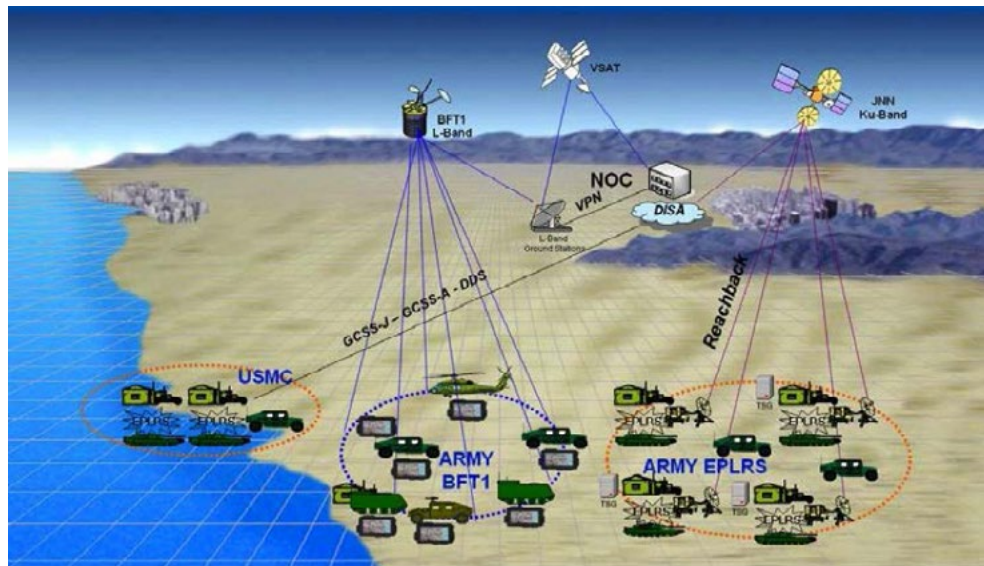 VSAT
BFT1
L-Band
JNN
Ku-Band
NOC
DISA
VPN
L-Band
Ground Stations
GCSS-J – GCSS-A - DDS
Reachback
USMC
EPLRS
EPLRS
ARMY
BFT1
ARMY EPLRS
TSG
EPLRS
EPLRS
TSG
EPLRS
TSG
EPLRS